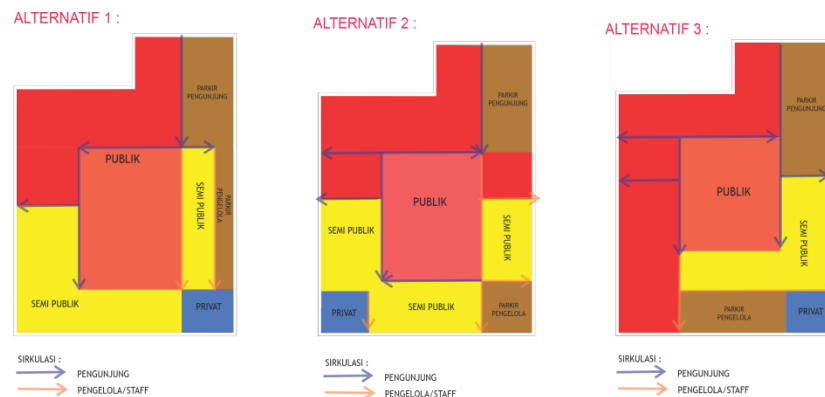 ALTERNATIF 1 :
PARKIR
PENGUNJUNG
PUBLIK
SEMI PUBLIK
PARKIR
PENGELOLA
SEMI PUBLIK
PRIVAT
SIRKULASI :
PENGUNJUNG
PENGELOLA/STAFF
ALTERNATIF 2 :
PARKIR
PENGUNJUNG
PUBLIK
SEMI PUBLIK
SEMI PUBLIK
PRIVAT
SEMI PUBLIK
PARKIR
PENGELOLA
SIRKULASI :
PENGUNJUNG
PENGELOLA/STAFF
ALTERNATIF 3 :
PARKIR
PENGUNJUNG
PUBLIK
SEMI PUBLIK
PARKIR
PENGELOLA
PRIVAT
SIRKULASI :
PENGUNJUNG
PENGELOLA/STAFF